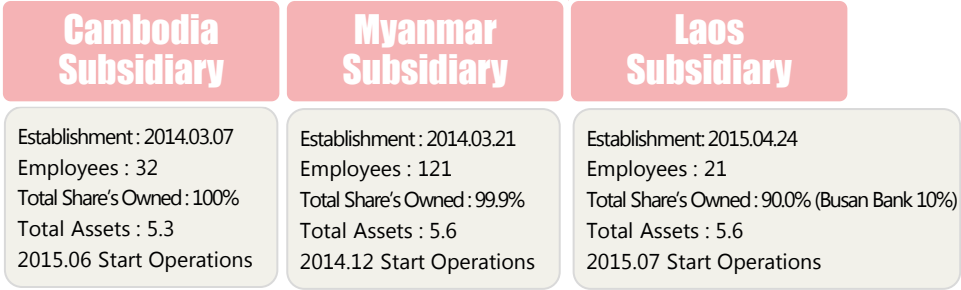 Cambodia
Subsidiary
Establishment : 2014.03.07
Employees : 32
Total Share’s Owned : 100%
Total Assets : 5.3
2015.06 Start Operations
Myanmar
Subsidiary
Establishment : 2014.03.21
Employees : 121
Total Share’s Owned : 99.9%
Total Assets : 5.6
2014.12 Start Operations
Laos
Subsidiary
Establishment: 2015.04.24
Employees : 21
Total Share’s Owned : 90.0% (Busan Bank 10%)
Total Assets : 5.6
2015.07 Start Operations